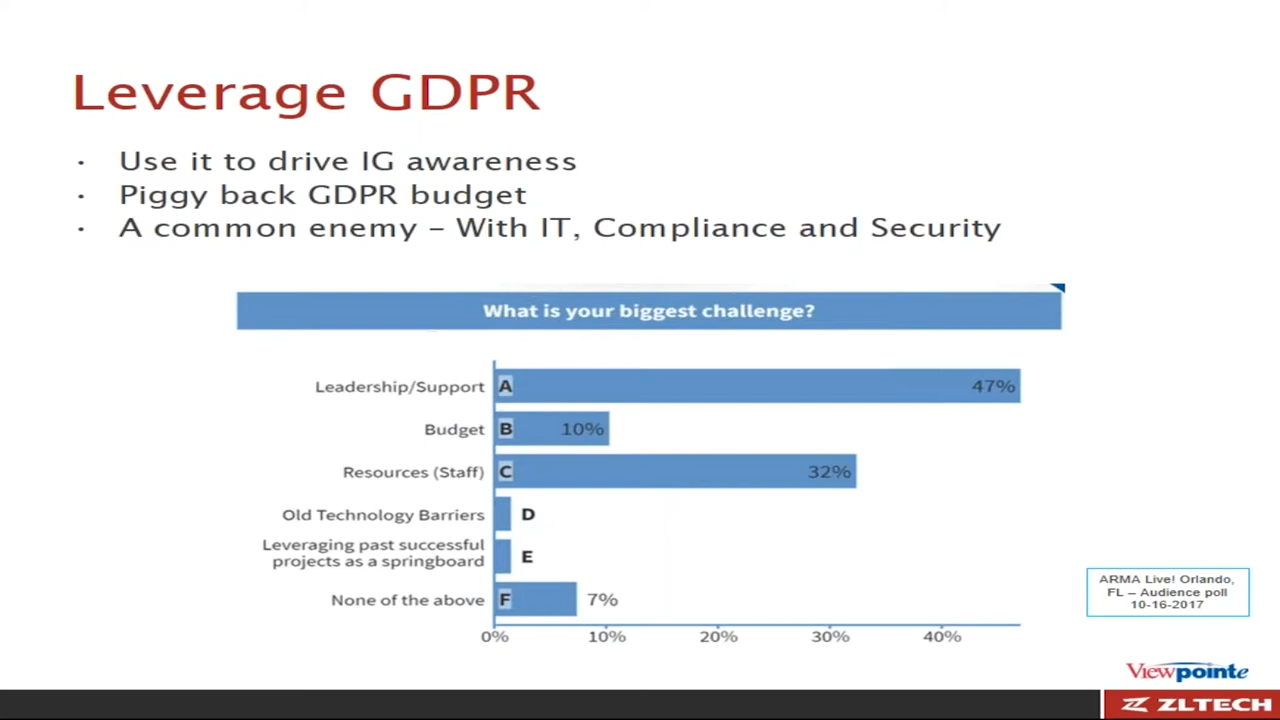 Leverage GDPR
· Use it to drive IG awareness
· Piggy back GDPR budget
· A common enemy – With IT, Compliance and Security
What is your biggest challenge?
Leadership/Support A 47%
Budget B 10%
Resources (Staff) C 32%
Old Technology Barriers D
Leveraging past successful
projects as a springboard E
None of the above F 7%
0% 10% 20% 30% 40%
ARMA Live! Orlando,
FL – Audience poll
10-16-2017
Viewpointe
ZLTECH